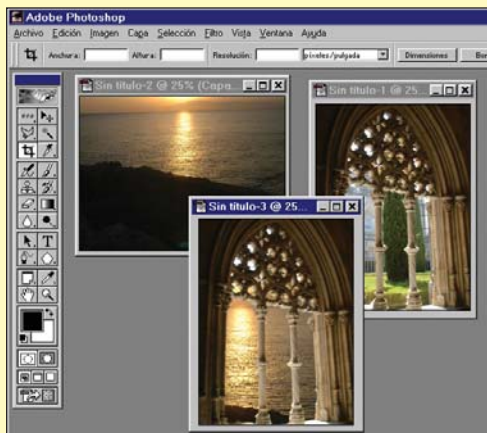 Adobe Photoshop
Archivo Edición Imagen Capa Selección Filtro Vista Ventana Ayuda
Anchura: Altura: Resolución: píxeles/pulgada Dimensiones
Sin título-2 @ 25% (Capa...
Sin título-1 @ 25...
Sin título-3 @ 25...
T